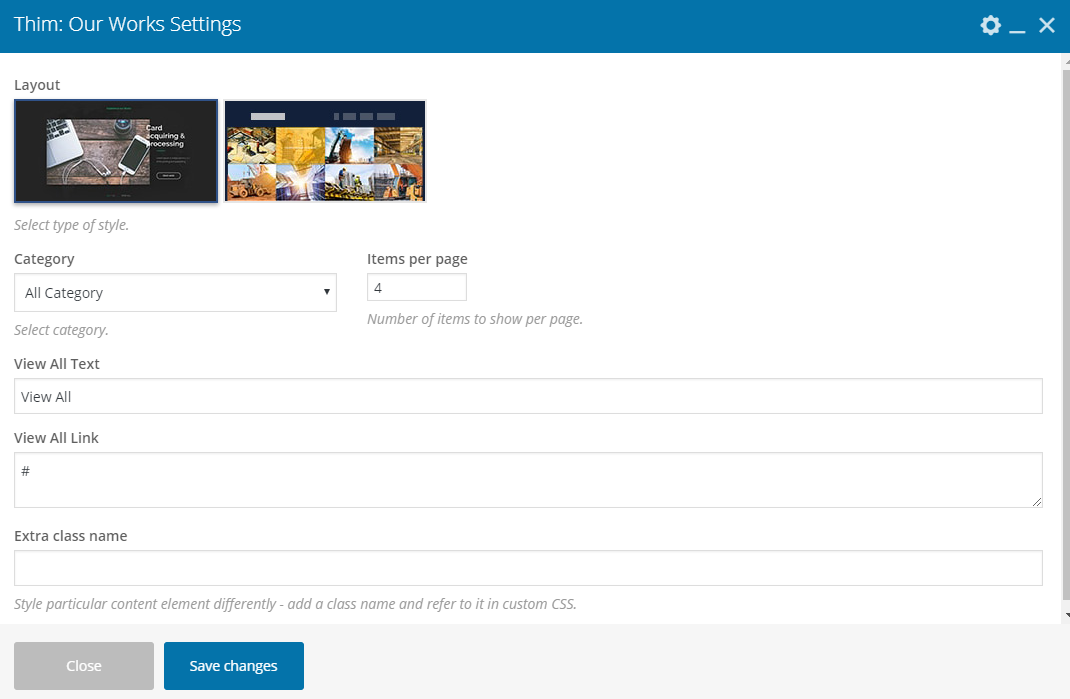 Thim: Our Works Settings
Layout
Card
acquiring &
processing
Select type of style.
Category
Items per page
All Category
4
Select category.
Number of items to show per page.
View All Text
View All
View All Link
#
Extra class name
Style particular content element differently - add a class name and refer to it in custom CSS.
Close
Save changes